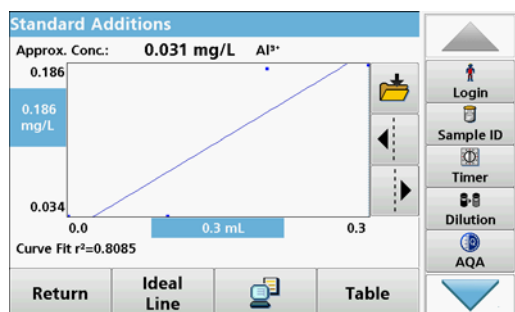 Standard Additions
Approx. Conc.: 0.031 mg/L Al³⁺
0.186
0.186
mg/L
0.034
0.0 0.3 mL 0.3
Curve Fit r²=0.8085
Return
Ideal
Line
Table
Login
Sample ID
Timer
Dilution
AQA